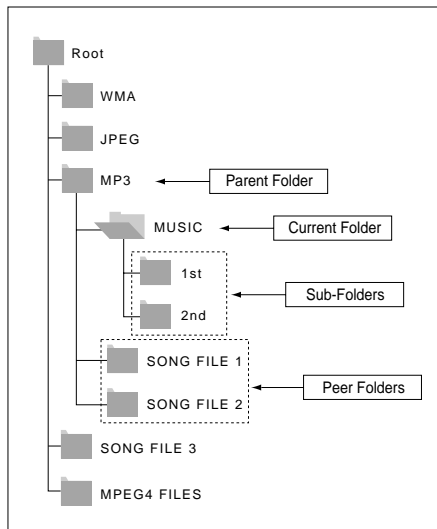 Root
WMA
JPEG
MP3
Parent Folder
MUSIC
Current Folder
1st
Sub-Folders
2nd
SONG FILE 1
Peer Folders
SONG FILE 2
SONG FILE 3
MPEG4 FILES